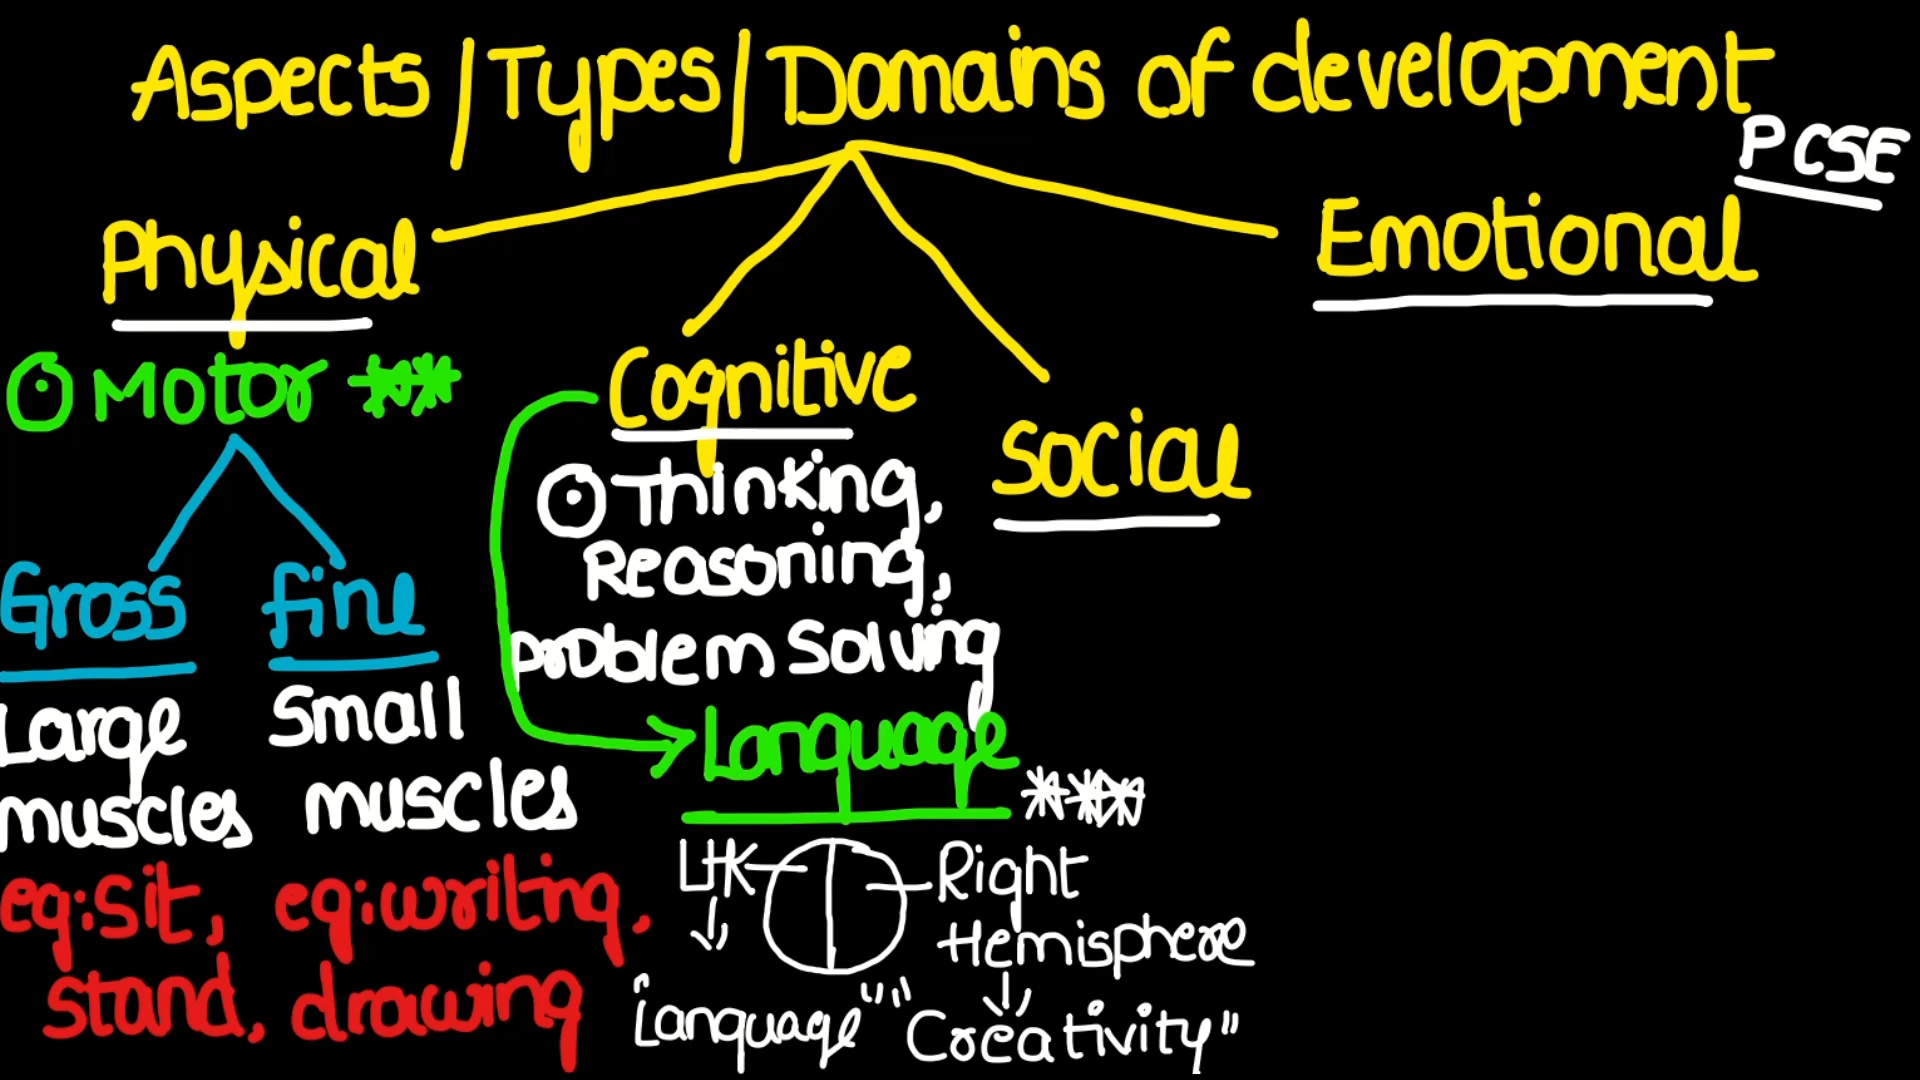 Aspects / Types / Domains of development
PCSE
Physical
Emotional
Motor ***
Cognitive
Social
Thinking,
Reasoning,
problem solving
Gross fine
Large
muscles
Small
muscles
Language ***
eg: sit,
stand,
eg: writing,
drawing
Right
Hemisphere
"Language"
"Creativity"